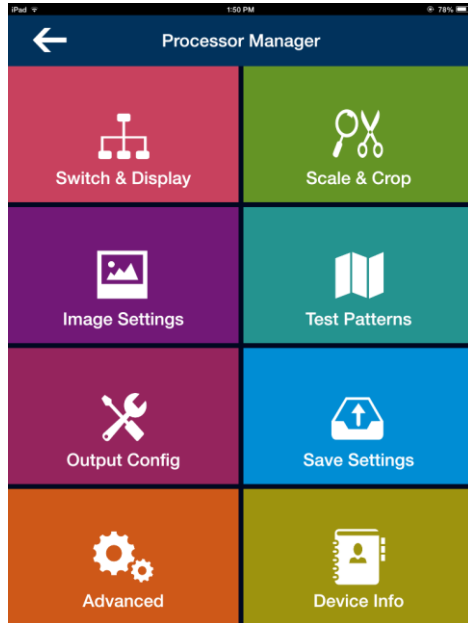 iPad 1:50 PM 78%
Processor Manager
Switch & Display
Scale & Crop
Image Settings
Test Patterns
Output Config
Save Settings
Advanced
Device Info